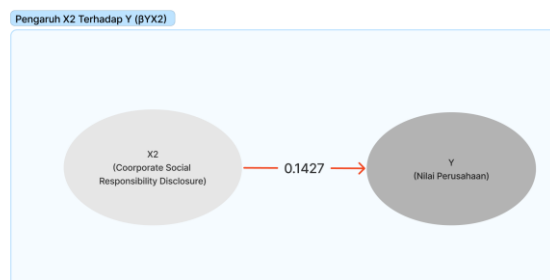 Pengaruh X2 Terhadap Y (βYX2)
X2
(Coorporate Social
Responsibility Disclosure)
0.1427
Y
(Nilai Perusahaan)